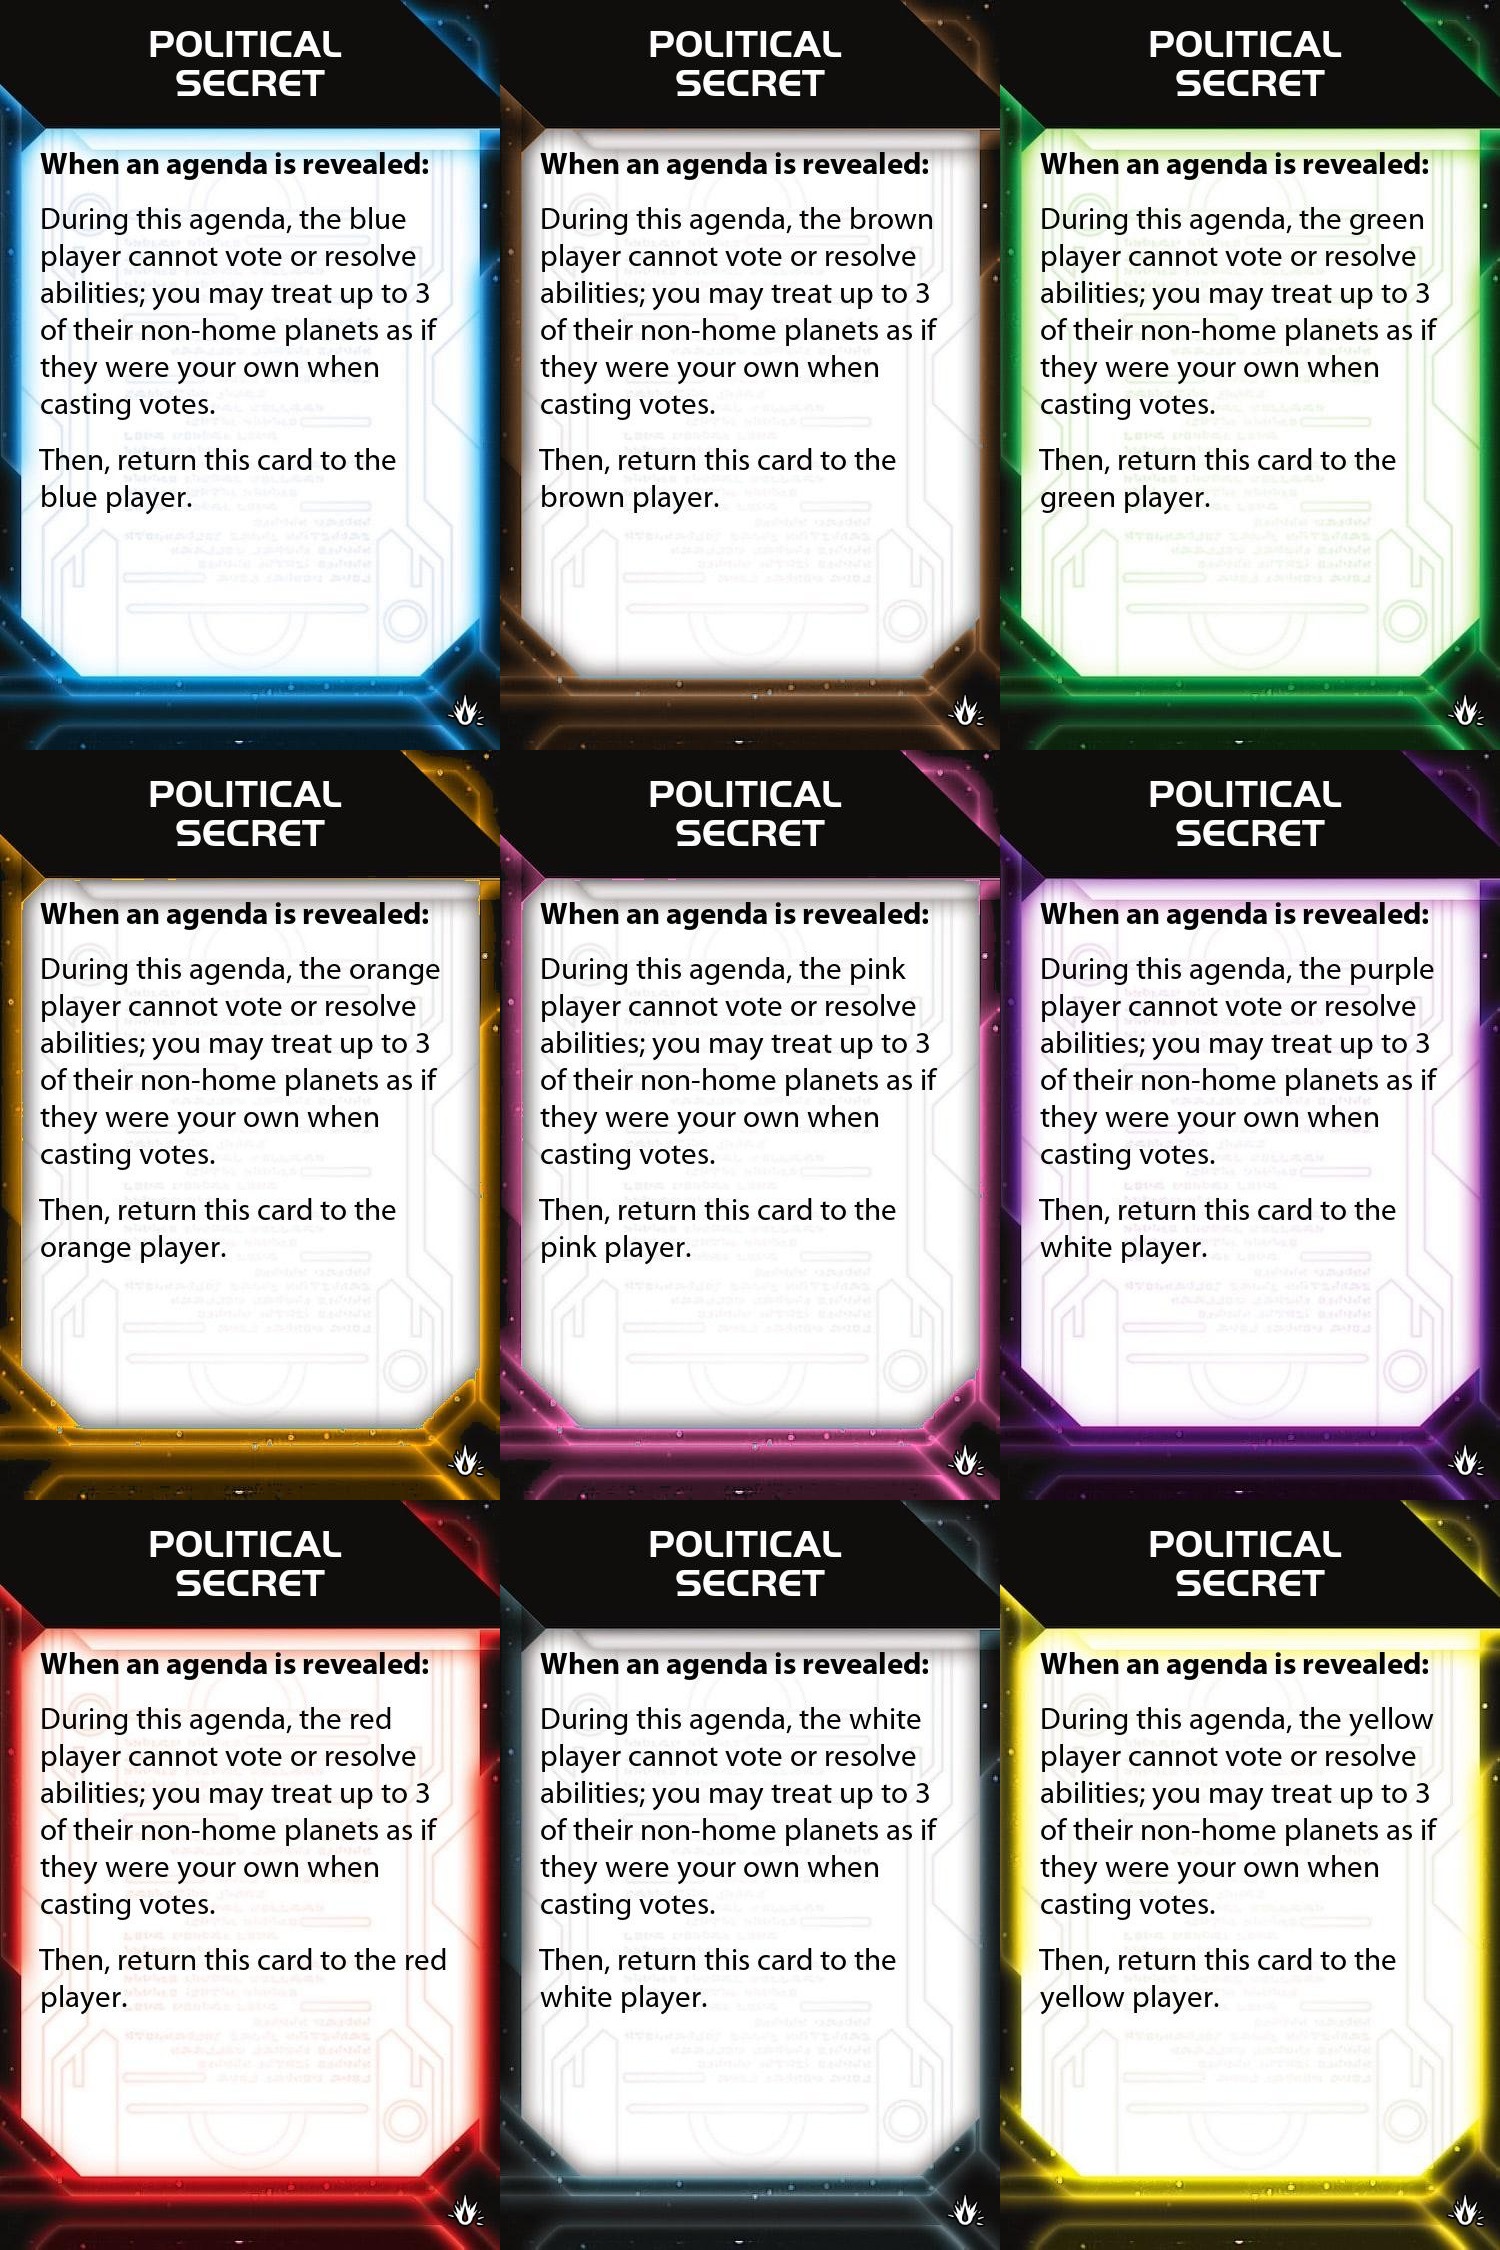 POLITICAL
SECRET
When an agenda is revealed:
During this agenda, the blue
player cannot vote or resolve
abilities; you may treat up to 3
of their non-home planets as if
they were your own when
casting votes.
Then, return this card to the
blue player.
POLITICAL
SECRET
When an agenda is revealed:
During this agenda, the brown
player cannot vote or resolve
abilities; you may treat up to 3
of their non-home planets as if
they were your own when
casting votes.
Then, return this card to the
brown player.
POLITICAL
SECRET
When an agenda is revealed:
During this agenda, the green
player cannot vote or resolve
abilities; you may treat up to 3
of their non-home planets as if
they were your own when
casting votes.
Then, return this card to the
green player.
POLITICAL
SECRET
When an agenda is revealed:
During this agenda, the orange
player cannot vote or resolve
abilities; you may treat up to 3
of their non-home planets as if
they were your own when
casting votes.
Then, return this card to the
orange player.
POLITICAL
SECRET
When an agenda is revealed:
During this agenda, the pink
player cannot vote or resolve
abilities; you may treat up to 3
of their non-home planets as if
they were your own when
casting votes.
Then, return this card to the
pink player.
POLITICAL
SECRET
When an agenda is revealed:
During this agenda, the purple
player cannot vote or resolve
abilities; you may treat up to 3
of their non-home planets as if
they were your own when
casting votes.
Then, return this card to the
white player.
POLITICAL
SECRET
When an agenda is revealed:
During this agenda, the red
player cannot vote or resolve
abilities; you may treat up to 3
of their non-home planets as if
they were your own when
casting votes.
Then, return this card to the red
player.
POLITICAL
SECRET
When an agenda is revealed:
During this agenda, the white
player cannot vote or resolve
abilities; you may treat up to 3
of their non-home planets as if
they were your own when
casting votes.
Then, return this card to the
white player.
POLITICAL
SECRET
When an agenda is revealed:
During this agenda, the yellow
player cannot vote or resolve
abilities; you may treat up to 3
of their non-home planets as if
they were your own when
casting votes.
Then, return this card to the
yellow player.